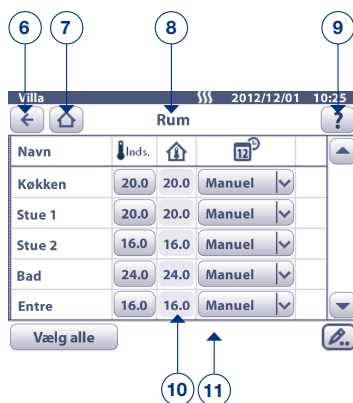 6 7 8 9
Villa 2012/12/01 10:25
Rum ?
Navn Inds. 12
Køkken 20.0 20.0 Manuel
Stue 1 20.0 20.0 Manuel
Stue 2 16.0 16.0 Manuel
Bad 24.0 24.0 Manuel
Entre 16.0 16.0 Manuel
Vælg alle
10 11